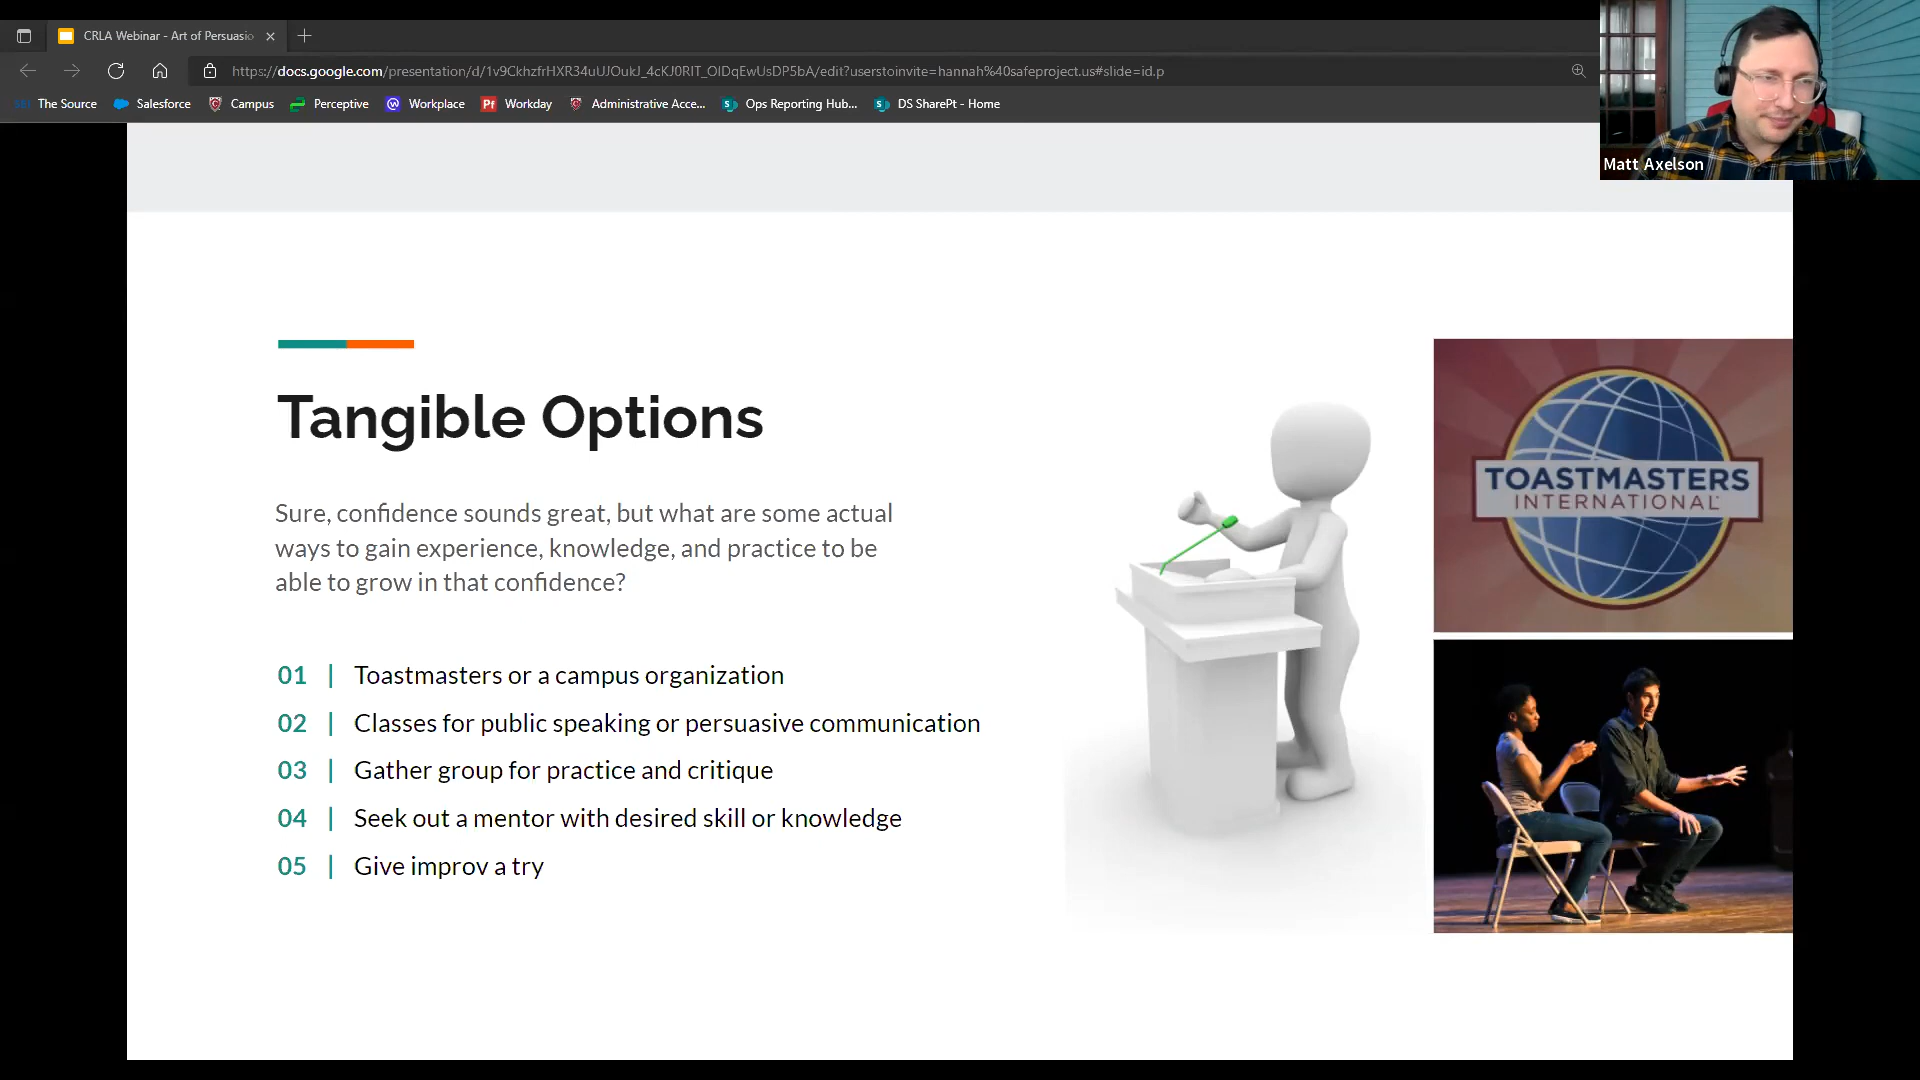 CRLA Webinar - Art of Persuasio
https://docs.google.com/presentation/d/1v9CkhzfrHXR34uUJOukJ_4cKJ0RIT_OIDqEwUsDP5bA/edit?userstoinvite=hannah%40safeproject.us#slide=id.p
The Source Salesforce Campus Perceptive Workplace Workday Administrative Acce... Ops Reporting Hub... DS SharePt - Home
Matt Axelson
Tangible Options
Sure, confidence sounds great, but what are some actual
ways to gain experience, knowledge, and practice to be
able to grow in that confidence?
01 | Toastmasters or a campus organization
02 | Classes for public speaking or persuasive communication
03 | Gather group for practice and critique
04 | Seek out a mentor with desired skill or knowledge
05 | Give improv a try
TOASTMASTERS
INTERNATIONAL